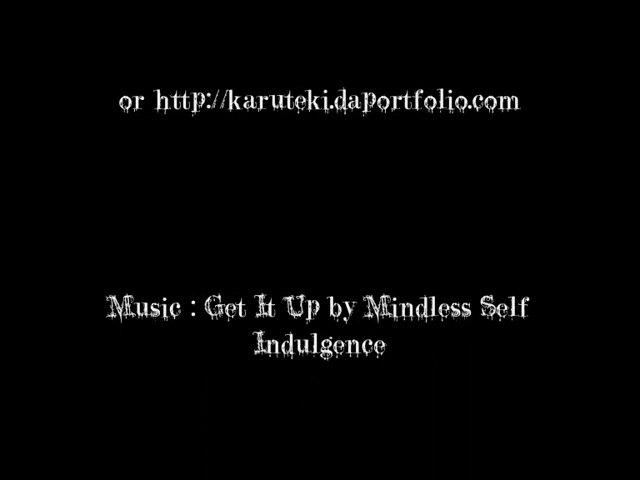 or http://karuteki.daportfolio.com
Music : Get It Up by Mindless Self
Indulgence